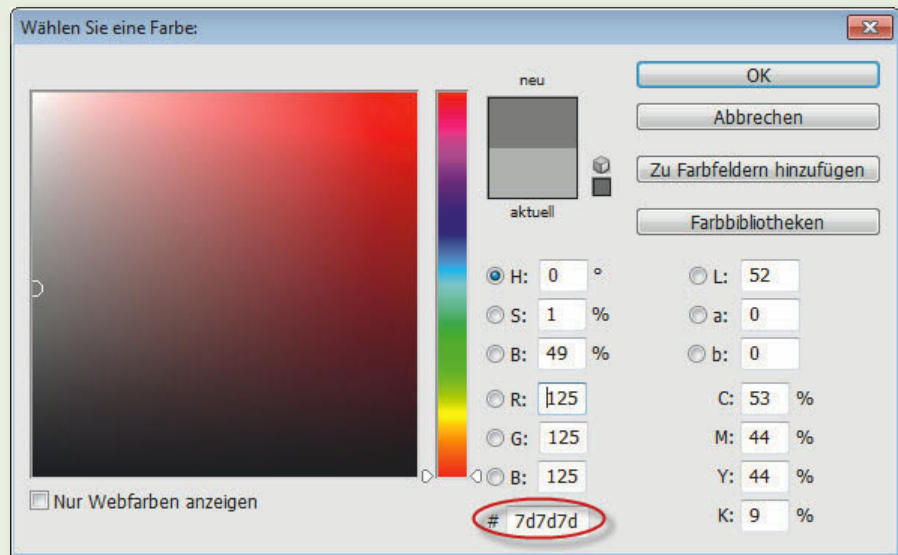 Wählen Sie eine Farbe:
neu
aktuell
OK
Abbrechen
Zu Farbfeldern hinzufügen
Farbbibliotheken
H: 0 °
S: 1 %
B: 49 %
R: 125
G: 125
B: 125
# 7d7d7d
L: 52
a: 0
b: 0
C: 53 %
M: 44 %
Y: 44 %
K: 9 %
Nur Webfarben anzeigen